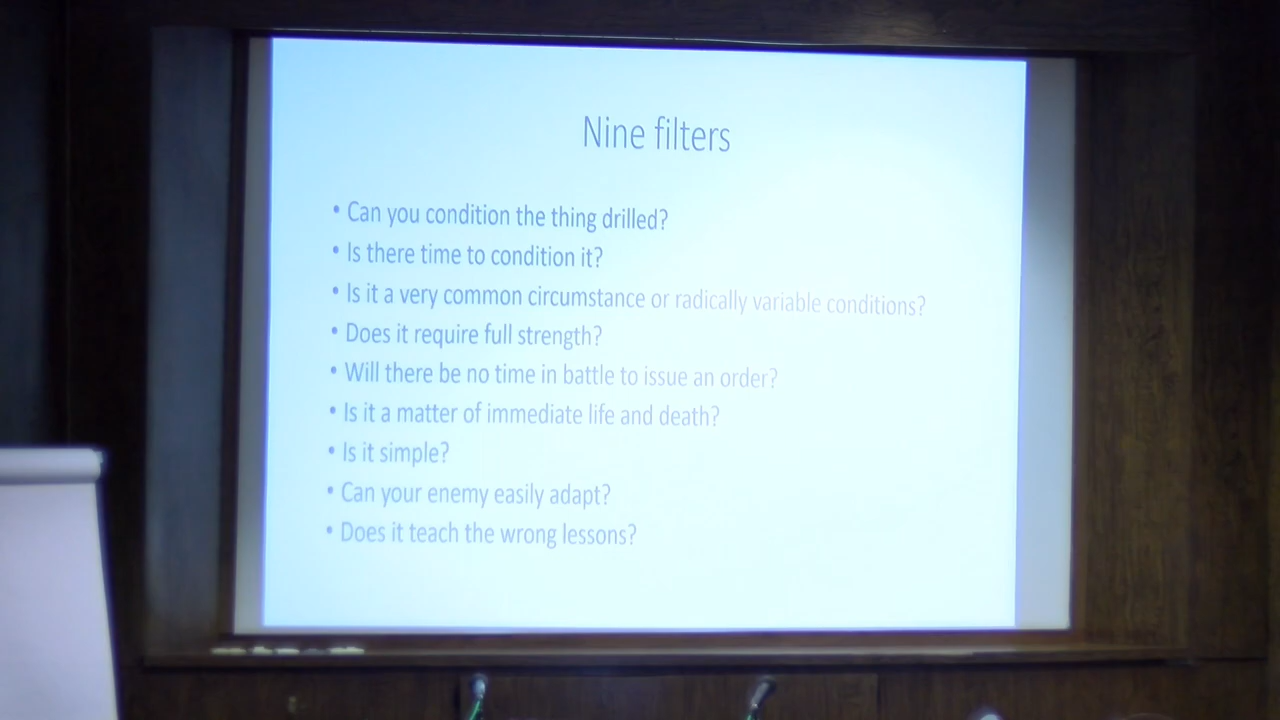 Nine filters
• Can you condition the thing drilled?
• Is there time to condition it?
• Is it a very common circumstance or radically variable conditions?
• Does it require full strength?
• Will there be no time in battle to issue an order?
• Is it a matter of immediate life and death?
• Is it simple?
• Can your enemy easily adapt?
• Does it teach the wrong lessons?